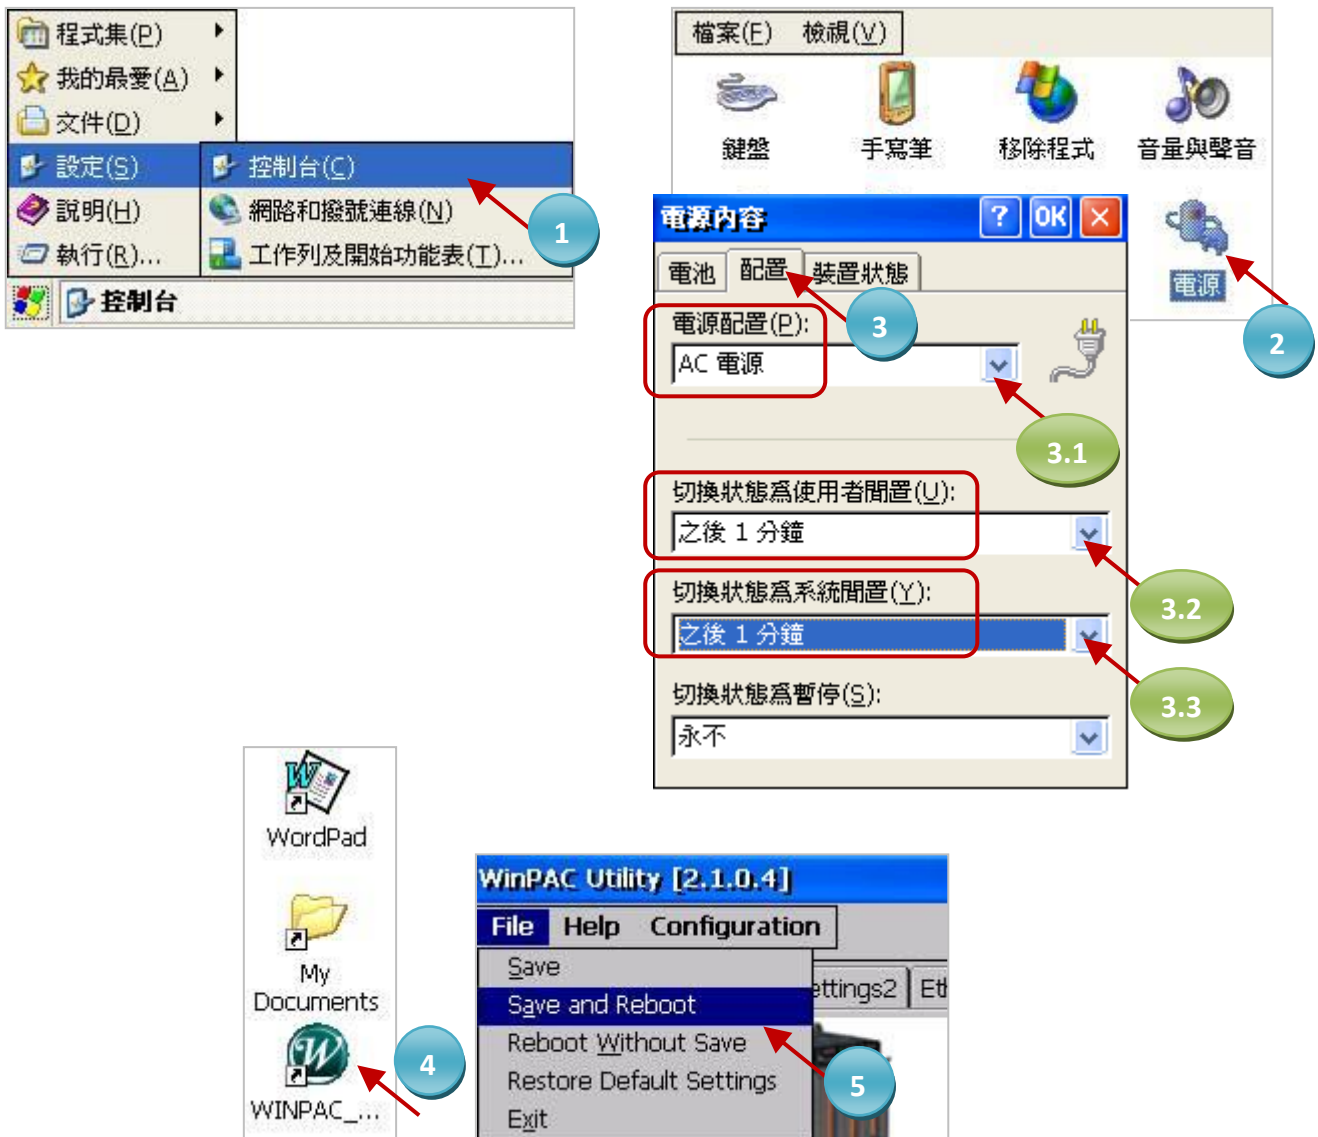 程式集(P)
我的最愛(A)
文件(D)
設定(S)
控制台(C)
說明(H)
網路和撥號連線(N)
執行(R)...
工作列及開始功能表(T)...
控制台
1
檔案(F) 檢視(V)
鍵盤 手寫筆 移除程式 音量與聲音
電源
2
電源內容 ? OK ×
電池 配置 裝置狀態
3
電源配置(P):
AC 電源
3.1
切換狀態為使用者閒置(U):
之後 1 分鐘
3.2
切換狀態為系統閒置(Y):
之後 1 分鐘
3.3
切換狀態為暫停(S):
永不
WordPad
My
Documents
WINPAC_...
4
WinPAC Utility [2.1.0.4]
File Help Configuration
Save
ettings2 Eth
Save and Reboot
Reboot Without Save
Restore Default Settings
Exit
5